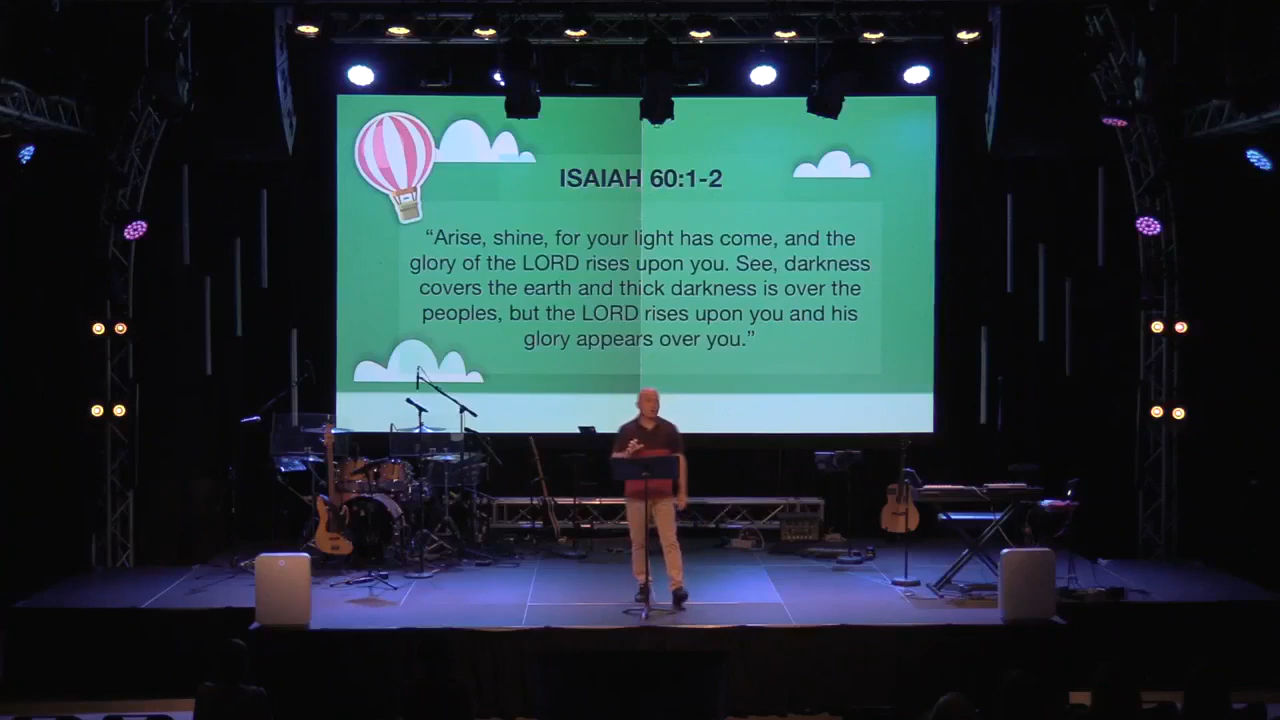 ISAIAH 60:1-2
“Arise, shine, for your light has come, and the
glory of the LORD rises upon you. See, darkness
covers the earth and thick darkness is over the
peoples, but the LORD rises upon you and his
glory appears over you.”